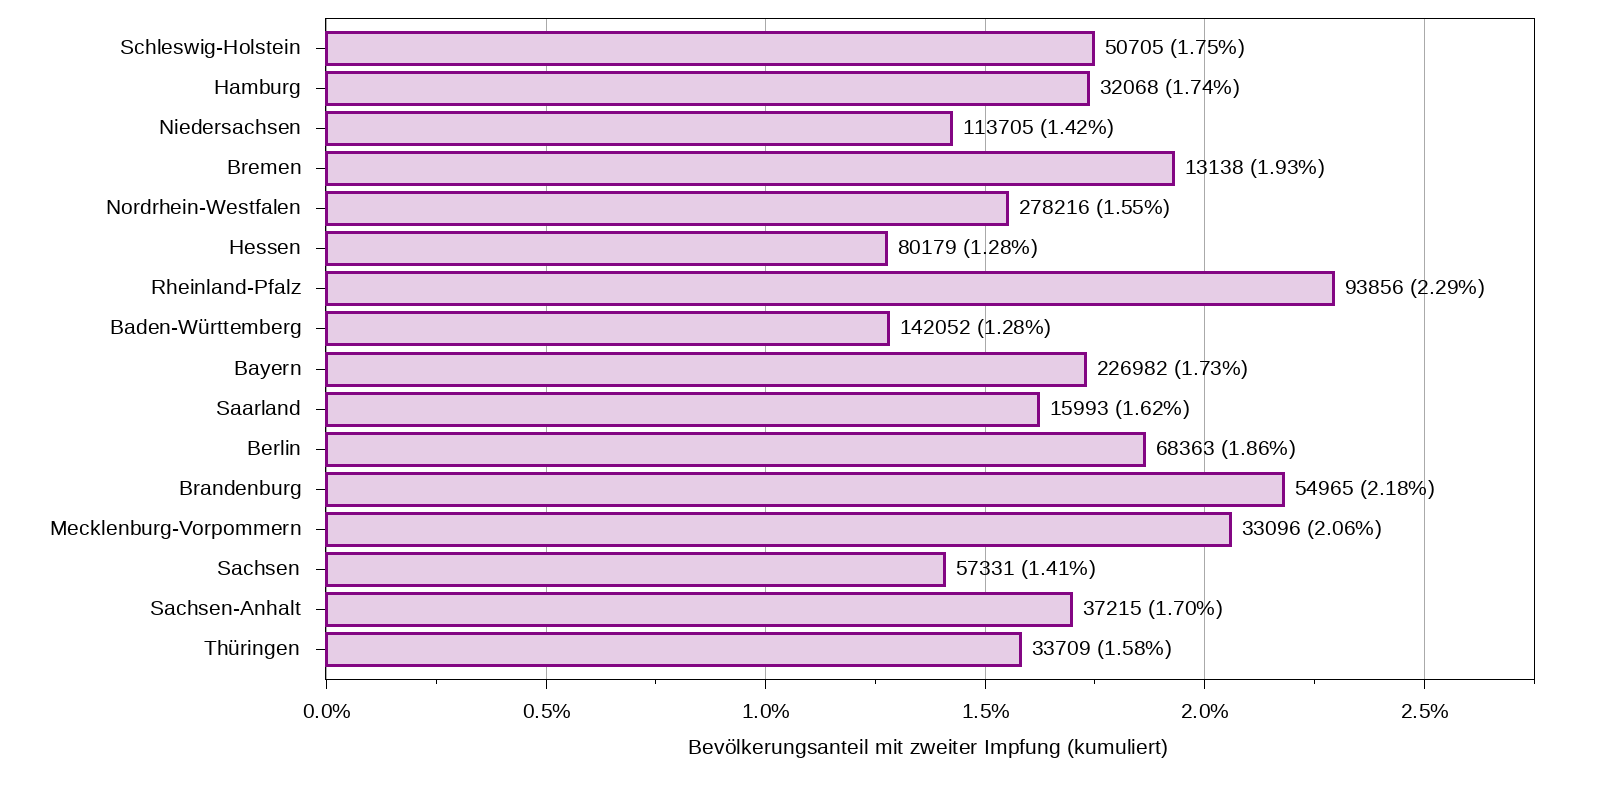 Schleswig-Holstein 50705 (1.75%)
Hamburg 32068 (1.74%)
Niedersachsen 113705 (1.42%)
Bremen 13138 (1.93%)
Nordrhein-Westfalen 278216 (1.55%)
Hessen 80179 (1.28%)
Rheinland-Pfalz 93856 (2.29%)
Baden-Württemberg 142052 (1.28%)
Bayern 226982 (1.73%)
Saarland 15993 (1.62%)
Berlin 68363 (1.86%)
Brandenburg 54965 (2.18%)
Mecklenburg-Vorpommern 33096 (2.06%)
Sachsen 57331 (1.41%)
Sachsen-Anhalt 37215 (1.70%)
Thüringen 33709 (1.58%)
0.0% 0.5% 1.0% 1.5% 2.0% 2.5%
Bevölkerungsanteil mit zweiter Impfung (kumuliert)